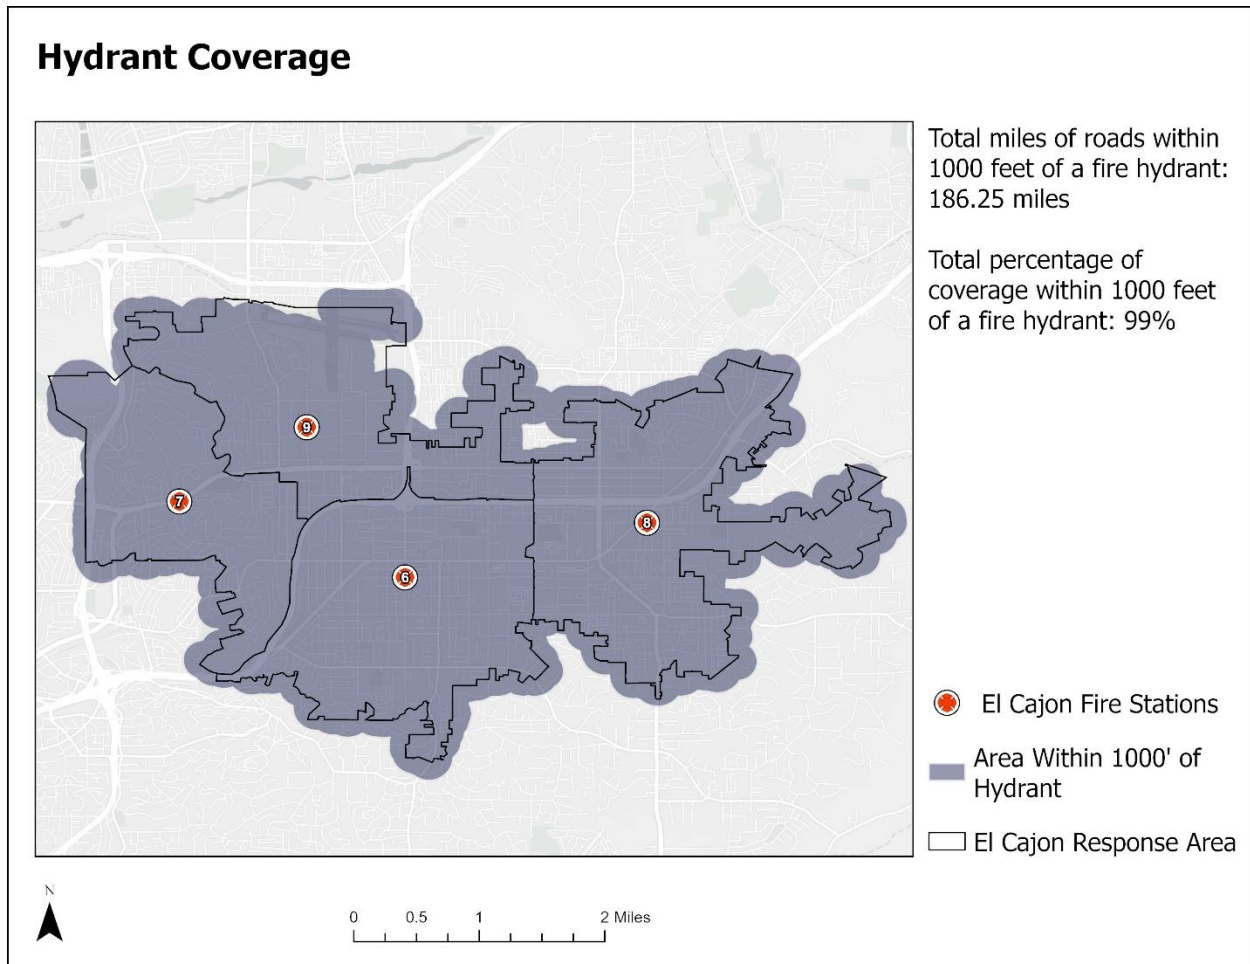 Hydrant Coverage
Total miles of roads within
1000 feet of a fire hydrant:
186.25 miles
Total percentage of
coverage within 1000 feet
of a fire hydrant: 99%
9
7
8
6
El Cajon Fire Stations
Area Within 1000' of
Hydrant
El Cajon Response Area
N
0 0.5 1 2 Miles